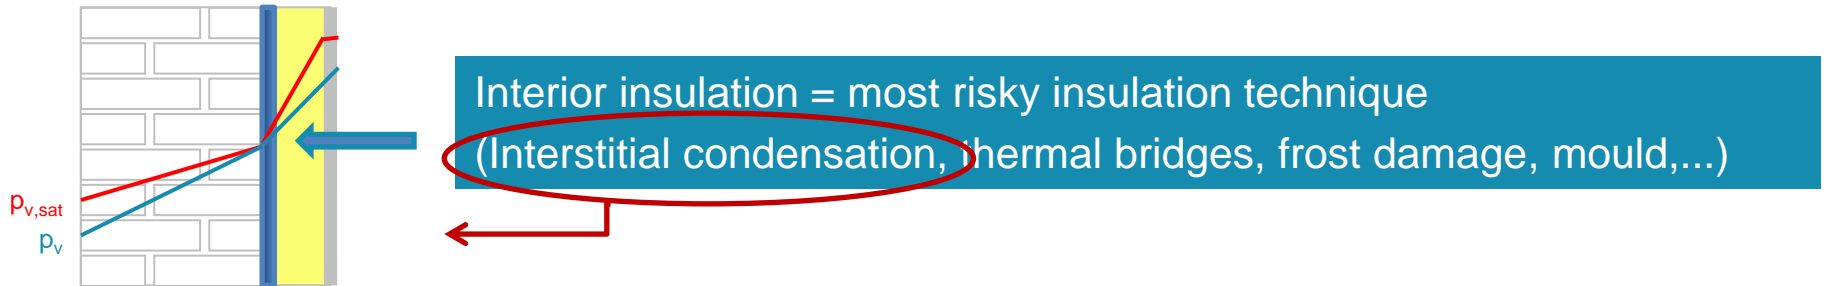 Interior insulation = most risky insulation technique
(Interstitial condensation, thermal bridges, frost damage, mould,...)
pv,sat
pv